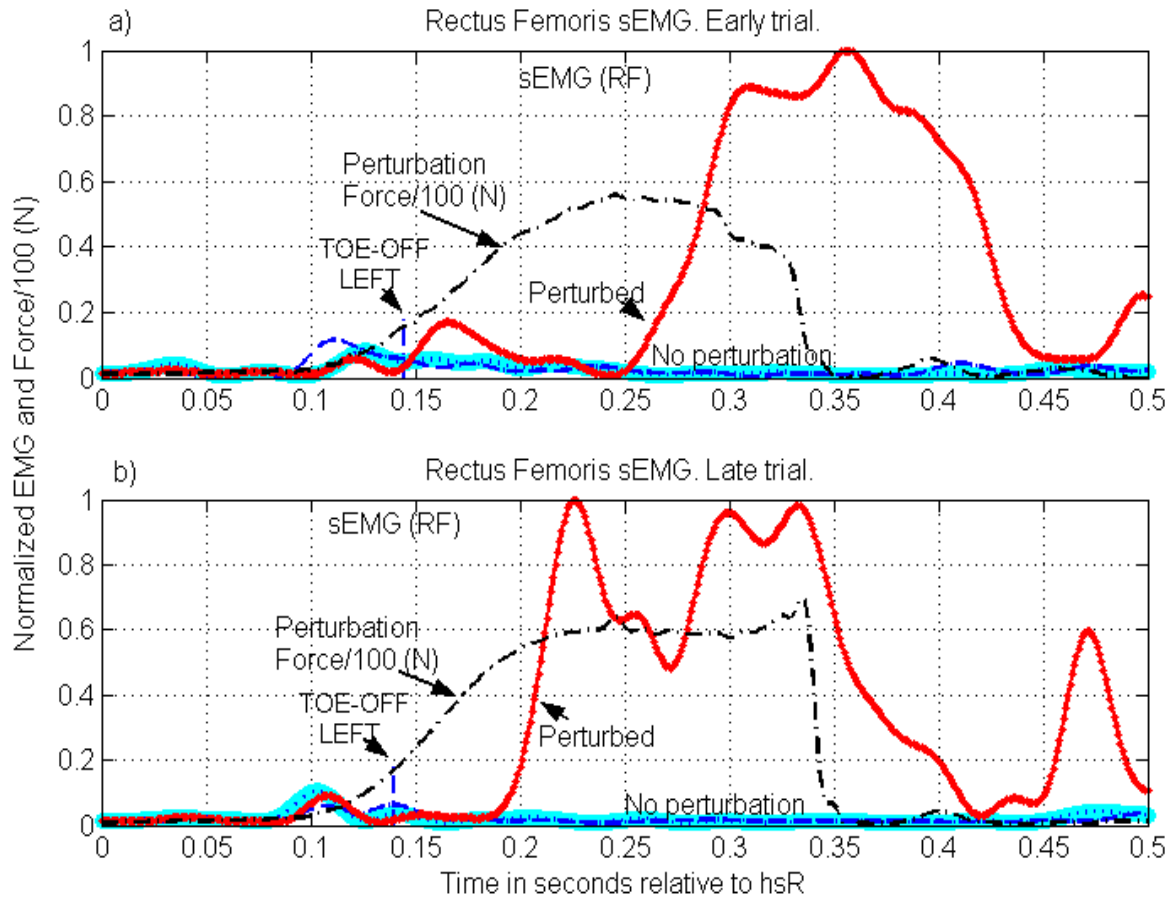 a)
Rectus Femoris sEMG. Early trial.
sEMG (RF)
Perturbation
Force/100 (N)
TOE-OFF
LEFT
Perturbed
No perturbation
1
0.8
0.6
0.4
0.2
0
0 0.05 0.1 0.15 0.2 0.25 0.3 0.35 0.4 0.45 0.5
Normalized EMG and Force/100 (N)
b)
Rectus Femoris sEMG. Late trial.
sEMG (RF)
Perturbation
Force/100 (N)
TOE-OFF
LEFT
Perturbed
No perturbation
1
0.8
0.6
0.4
0.2
0
0 0.05 0.1 0.15 0.2 0.25 0.3 0.35 0.4 0.45 0.5
Time in seconds relative to hsR